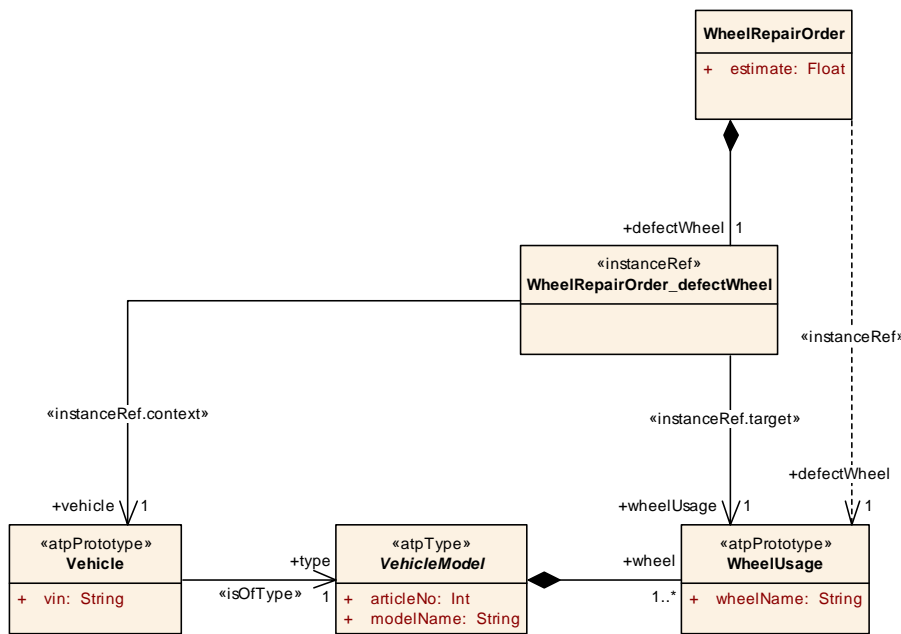 WheelRepairOrder
+ estimate: Float
+defectWheel 1
«instanceRef»
WheelRepairOrder_defectWheel
«instanceRef»
«instanceRef.context»
«instanceRef.target»
+defectWheel
+vehicle 1
+wheelUsage 1
1
«atpPrototype»
Vehicle
+ vin: String
+type
«isOfType» 1
«atpType»
VehicleModel
+ articleNo: Int
+ modelName: String
+wheel
1..*
«atpPrototype»
WheelUsage
+ wheelName: String